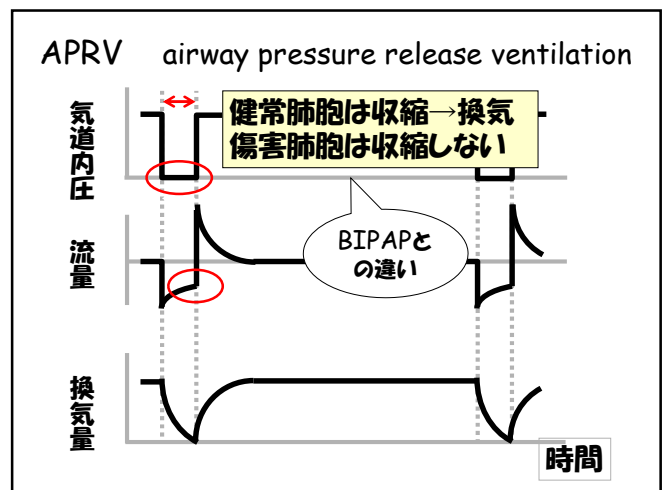 APRV airway pressure release ventilation
気道内圧
健常肺胞は収縮→換気
傷害肺胞は収縮しない
流量
BIPAPと
の違い
換気量
時間